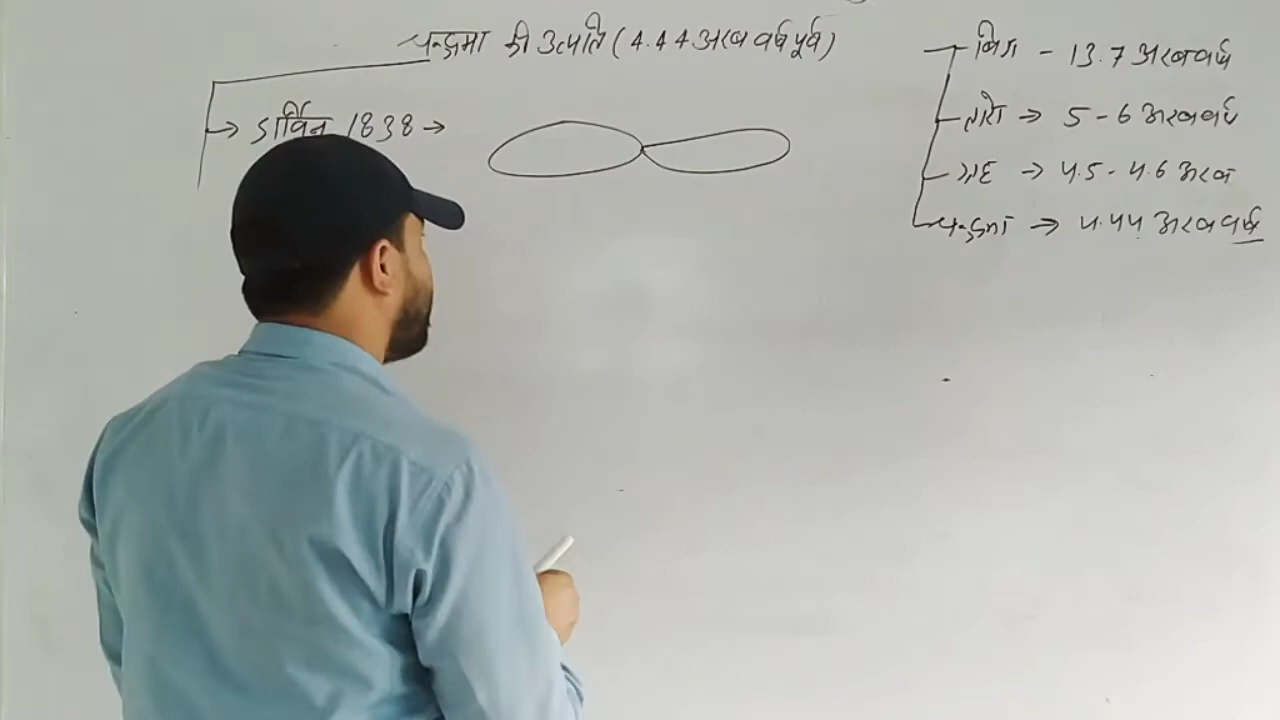 चन्द्रमा की उत्पति (4.44 अरब वर्ष पूर्व)
→ डार्विन 1838 →
बिग - 13.7 अरब वर्ष
तारे → 5-6 अरब वर्ष
ग्रह → 4.5-4.6 अरब
चन्द्रमा → 4.44 अरब वर्ष